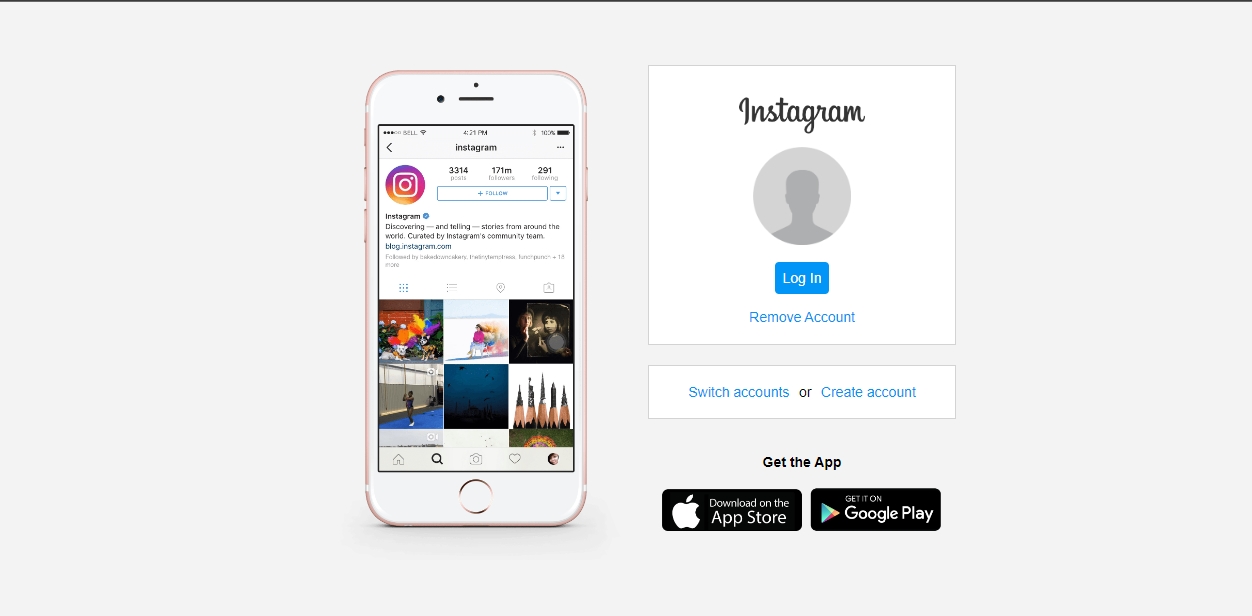 BELL
4:21 PM
100%
instagram
3314
171m
291
posts
followers
following
+ FOLLOW
Instagram
Discovering — and telling — stories from around the
world. Curated by Instagram's community team.
blog.instagram.com
Followed by bakedowncakery, thetinytemptress, lunchpunch + 16
more
Instagram
Log In
Remove Account
Switch accounts or Create account
Get the App
Download on the
App Store
GET IT ON
Google Play